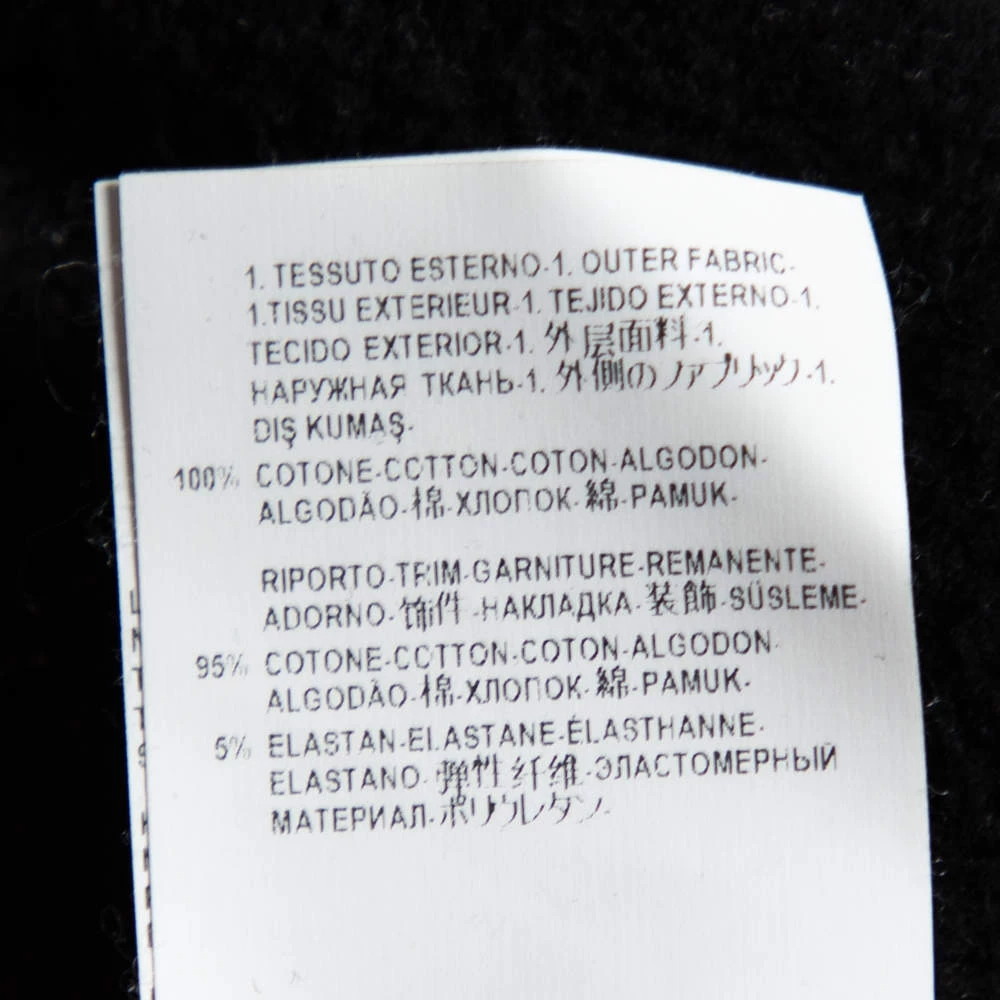 1. TESSUTO ESTERNO-1. OUTER FABRIC-
1.TISSU EXTERIEUR-1. TEJIDO EXTERNO-1.
TECIDO EXTERIOR-1. 外层面料-1.
НАРУЖНАЯ ТКАНЬ-1. 外側のファブリック-1.
DIŞ KUMAŞ-
100% COTONE-COTTON-COTON-ALGODON-
ALGODÃO-棉-ХЛОПОК-綿-PAMUK-
RIPORTO-TRIM-GARNITURE-REMANENTE-
ADORNO-饰件-НАКЛАДКА-装飾-SÜSLEME-
95% COTONE-COTTON-COTON-ALGODON-
ALGODÃO-棉-ХЛОПОК-綿-PAMUK-
5% ELASTAN-ELASTANE-ÉLASTHANNE-
ELASTANO-弹性纤维-ЭЛАСТОМЕРНЫЙ
МАТЕРИАЛ-ポリウレタン-